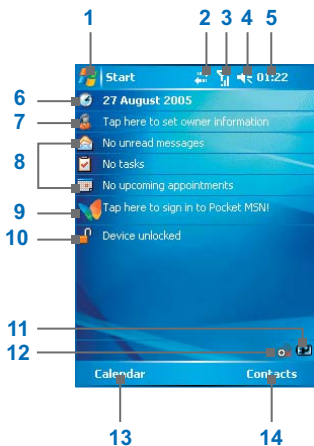 1 2 3 4 5
Start 01:22
6 27 August 2005
7 Tap here to set owner information
No unread messages
8 No tasks
No upcoming appointments
9 Tap here to sign in to Pocket MSN!
10 Device unlocked
11
12
Calendar Contacts
13 14